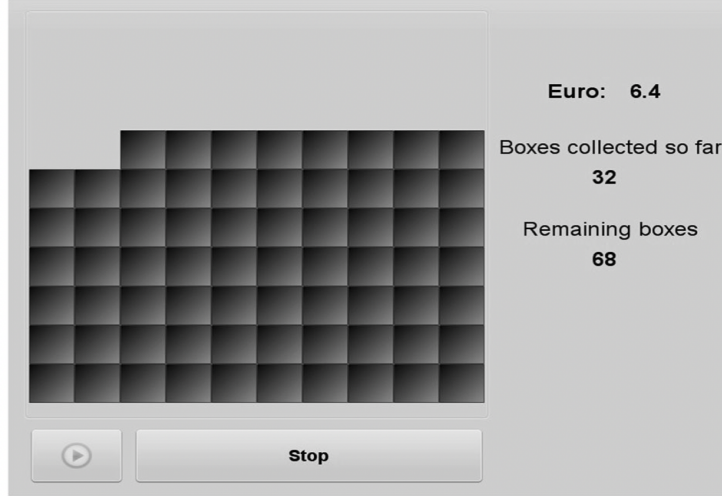 Euro: 6.4
Boxes collected so far
32
Remaining boxes
68
Stop